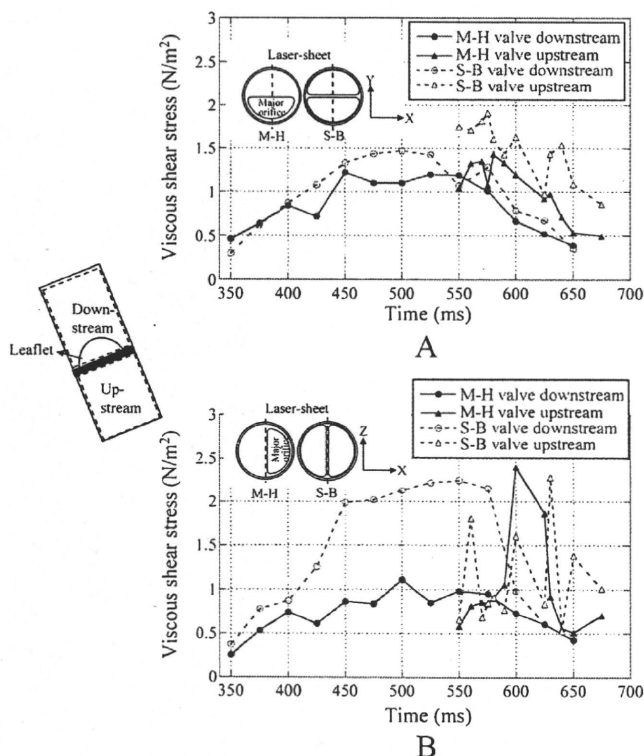 3
2.5
2
1.5
1
0.5
0
Viscous shear stress (N/m²)
Laser-sheet
Major
orifice
M-H
S-B
Y
X
M-H valve downstream
M-H valve upstream
S-B valve downstream
S-B valve upstream
350 400 450 500 550 600 650 700
Time (ms)
A
Down-
stream
Leaflet
Up-
stream
3
2.5
2
1.5
1
0.5
0
Viscous shear stress (N/m²)
Laser-sheet
Major
orifice
M-H
S-B
Z
X
M-H valve downstream
M-H valve upstream
S-B valve downstream
S-B valve upstream
350 400 450 500 550 600 650 700
Time (ms)
B